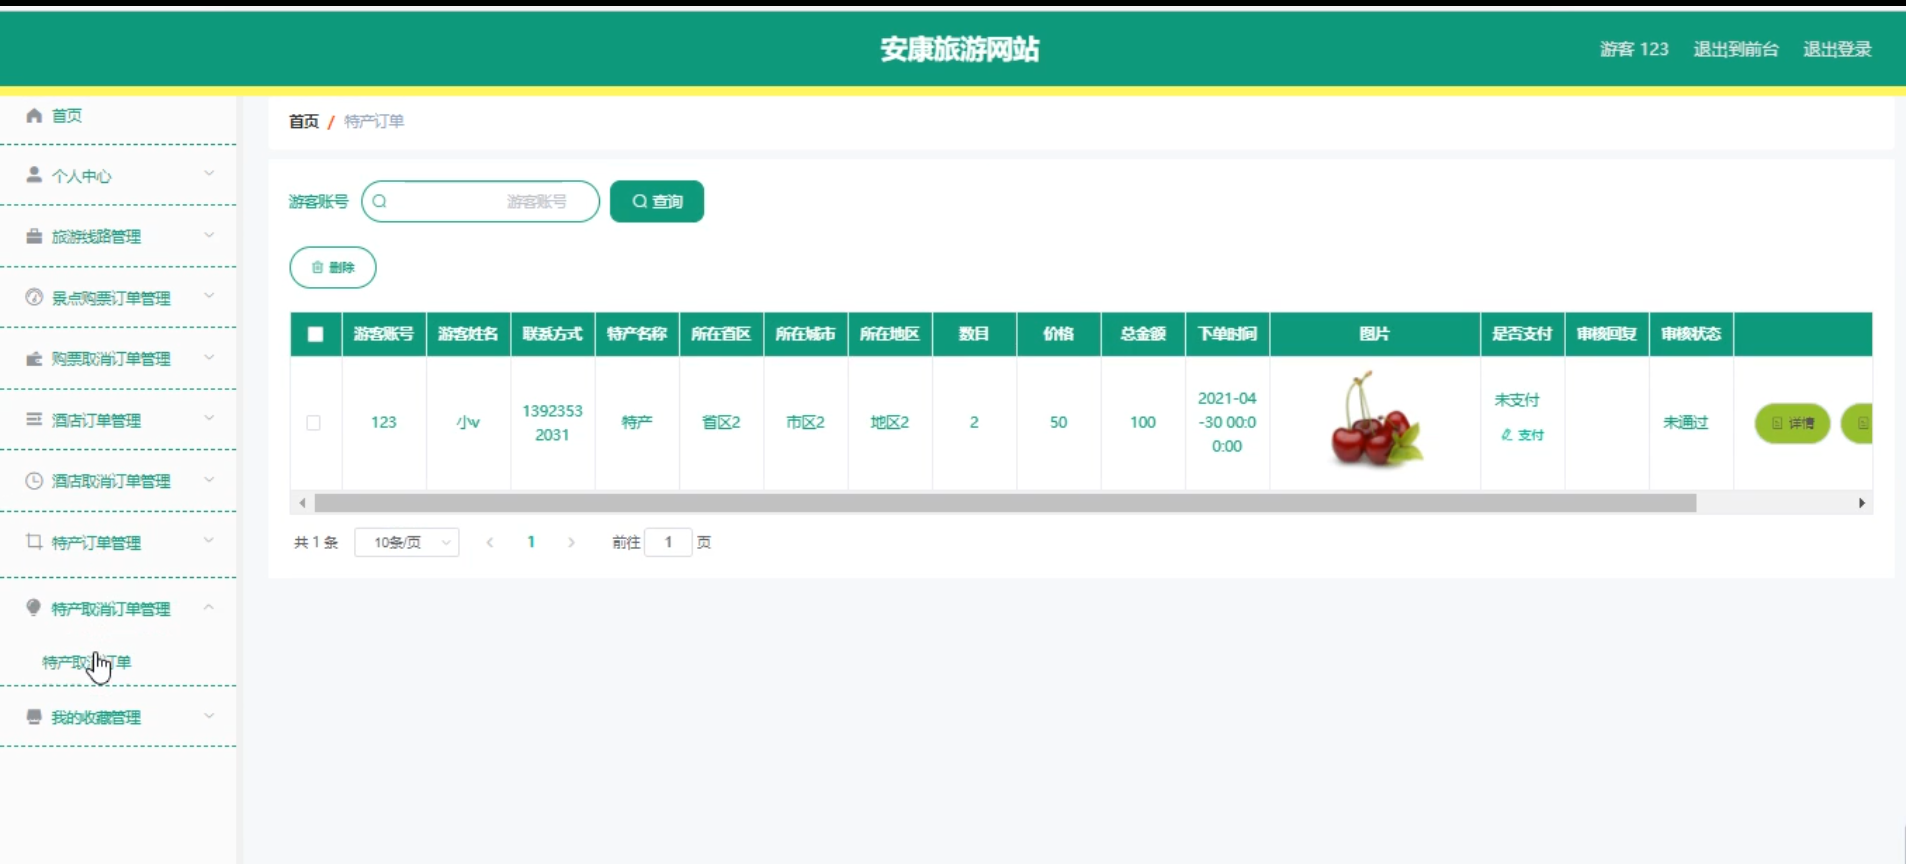 安康旅游网站
游客 123 退出到前台 退出登录
首页
个人中心
旅游线路管理
景点购票订单管理
购票取消订单管理
酒店订单管理
酒店取消订单管理
特产订单管理
特产取消订单管理
特产取 订单
我的收藏管理
首页 / 特产订单
游客账号 游客账号 查询
删除
游客账号 游客姓名 联系方式 特产名称 所在省区 所在城市 所在地区 数目 价格 总金额 下单时间 图片 是否支付 审核回复 审核状态
123 小w 1392353 特产 省区2 市区2 地区2 2 50 100 2021-04 未支付 未通过 详情
2032031 -30 00:0 支付
0:00
共 1 条 10条/页 1 前往 1 页